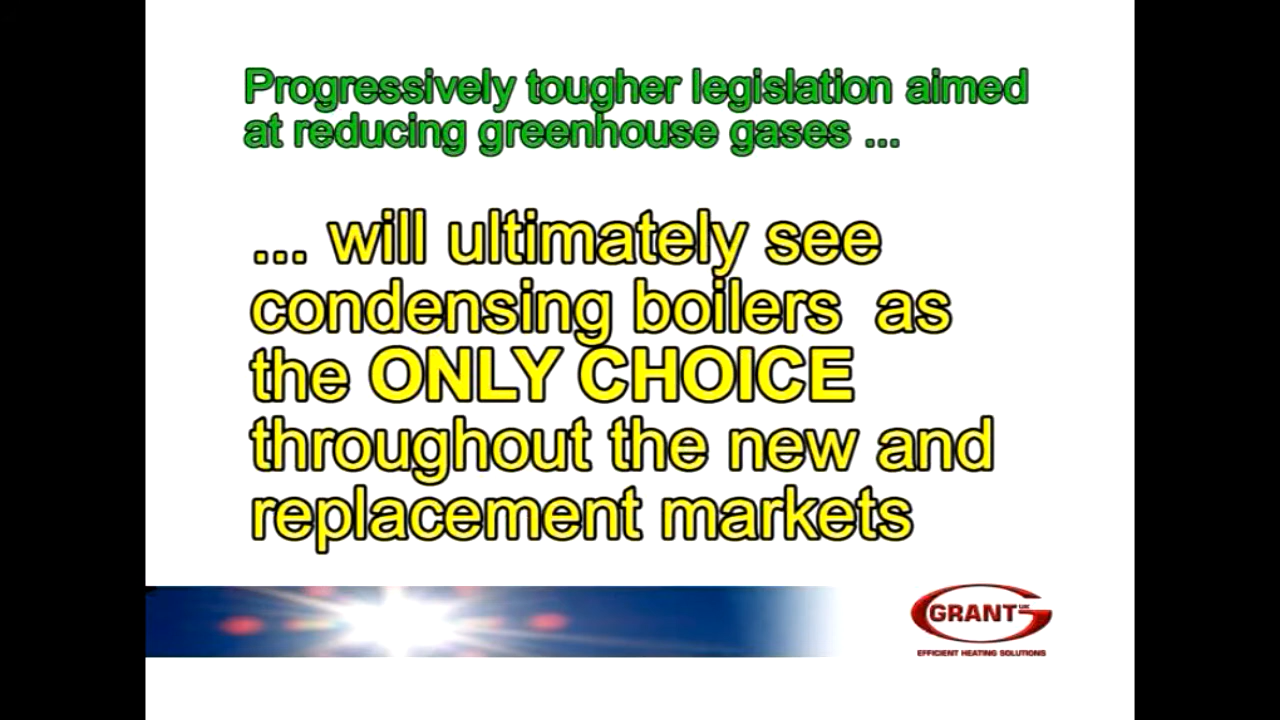 Progressively tougher legislation aimed
at reducing greenhouse gases ...
... will ultimately see
condensing boilers as
the ONLY CHOICE
throughout the new and
replacement markets
GRANT UK
EFFICIENT HEATING SOLUTIONS